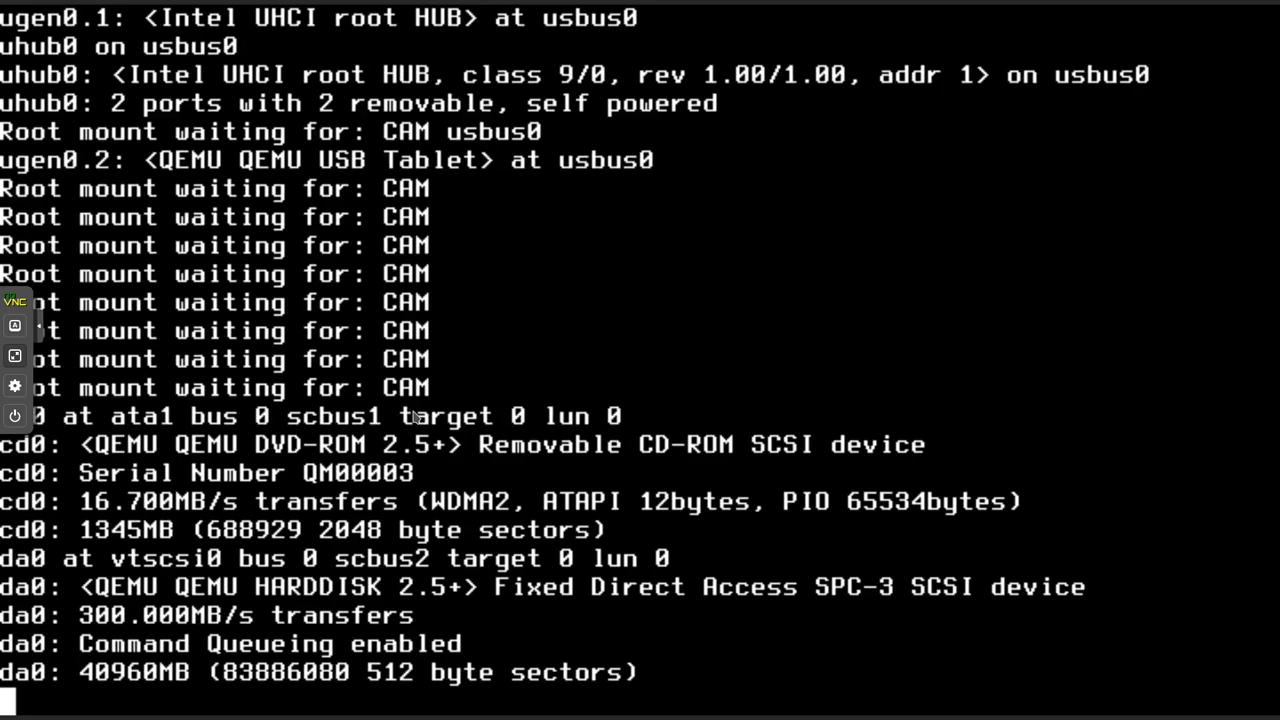 ugen0.1: <Intel UHCI root HUB> at usbus0
uhub0 on usbus0
uhub0: <Intel UHCI root HUB, class 9/0, rev 1.00/1.00, addr 1> on usbus0
uhub0: 2 ports with 2 removable, self powered
Root mount waiting for: CAM usbus0
ugen0.2: <QEMU QEMU USB Tablet> at usbus0
Root mount waiting for: CAM
Root mount waiting for: CAM
Root mount waiting for: CAM
Root mount waiting for: CAM
VNC
ot mount waiting for: CAM
A
t mount waiting for: CAM
ot mount waiting for: CAM
ot mount waiting for: CAM
0 at ata1 bus 0 scbus1 target 0 lun 0
cd0: <QEMU QEMU DVD-ROM 2.5+> Removable CD-ROM SCSI device
cd0: Serial Number QM00003
cd0: 16.700MB/s transfers (WDMA2, ATAPI 12bytes, PIO 65534bytes)
cd0: 1345MB (688929 2048 byte sectors)
da0 at vtscsi0 bus 0 scbus2 target 0 lun 0
da0: <QEMU QEMU HARDDISK 2.5+> Fixed Direct Access SPC-3 SCSI device
da0: 300.000MB/s transfers
da0: Command Queueing enabled
da0: 40960MB (83886080 512 byte sectors)